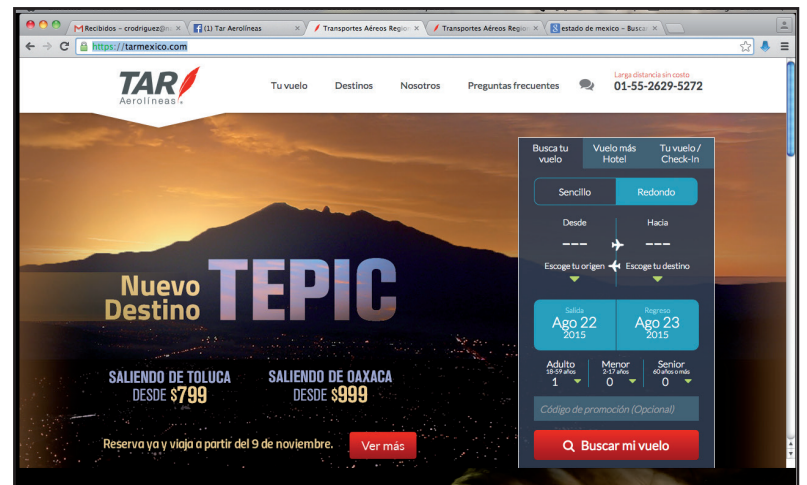 Recibidos – crodriguez@n
(1) Tar Aerolíneas
Transportes Aéreos Region
Transportes Aéreos Region
estado de mexico – Buscar
https://tarmexico.com
TAR
Aerolíneas
Tu vuelo
Destinos
Nosotros
Preguntas frecuentes
Larga distancia sin costo
01-55-2629-5272
Busca tu vuelo
Vuelo más Hotel
Tu vuelo / Check-In
Sencillo
Redondo
Desde
Hacia
---
---
Escoge tu origen
Escoge tu destino
Salida
Ago 22
2015
Regreso
Ago 23
2015
Adulto
18-59 años
1
Menor
2-17 años
0
Senior
60 años o más
0
Código de promoción (Opcional)
Buscar mi vuelo
Nuevo
Destino
TEPIC
SALIENDO DE TOLUCA
DESDE $799
SALIENDO DE OAXACA
DESDE $999
Reserva ya y viaja a partir del 9 de noviembre.
Ver más